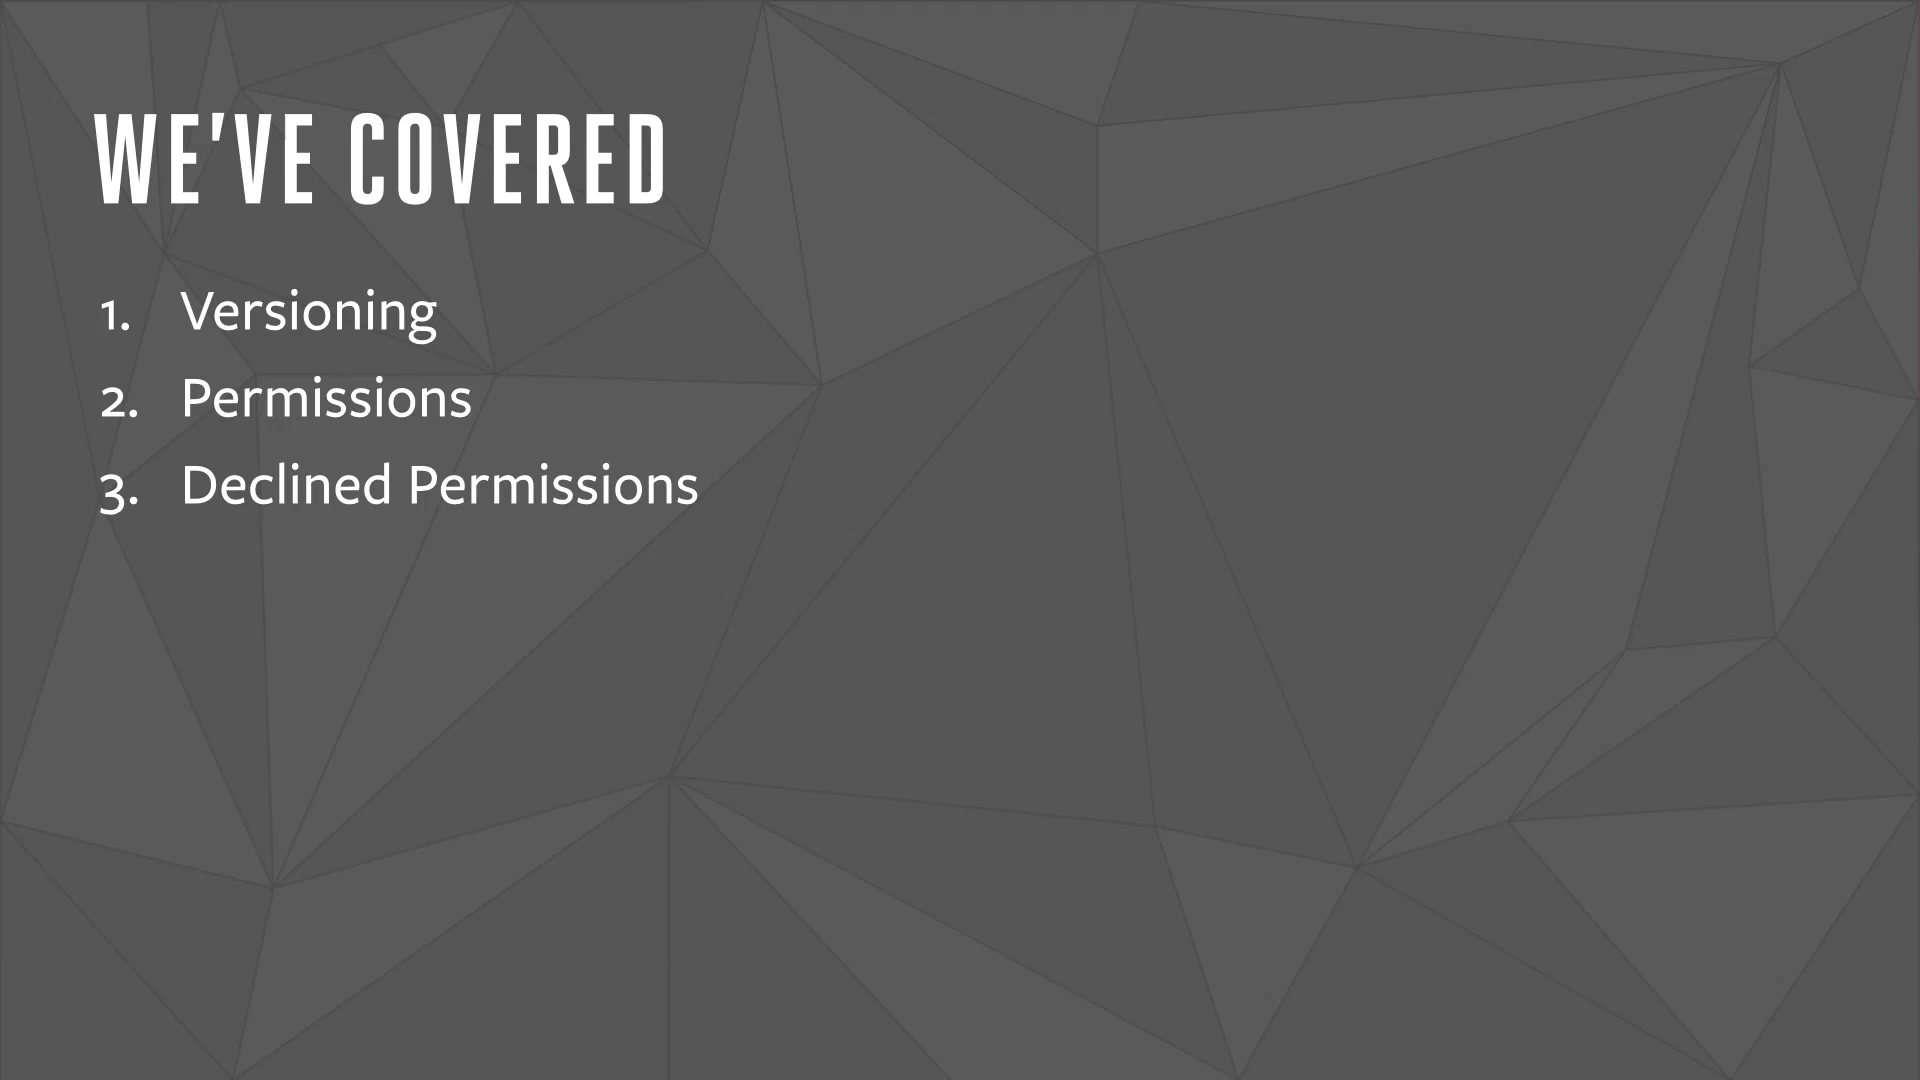 WE'VE COVERED
1. Versioning
2. Permissions
3. Declined Permissions